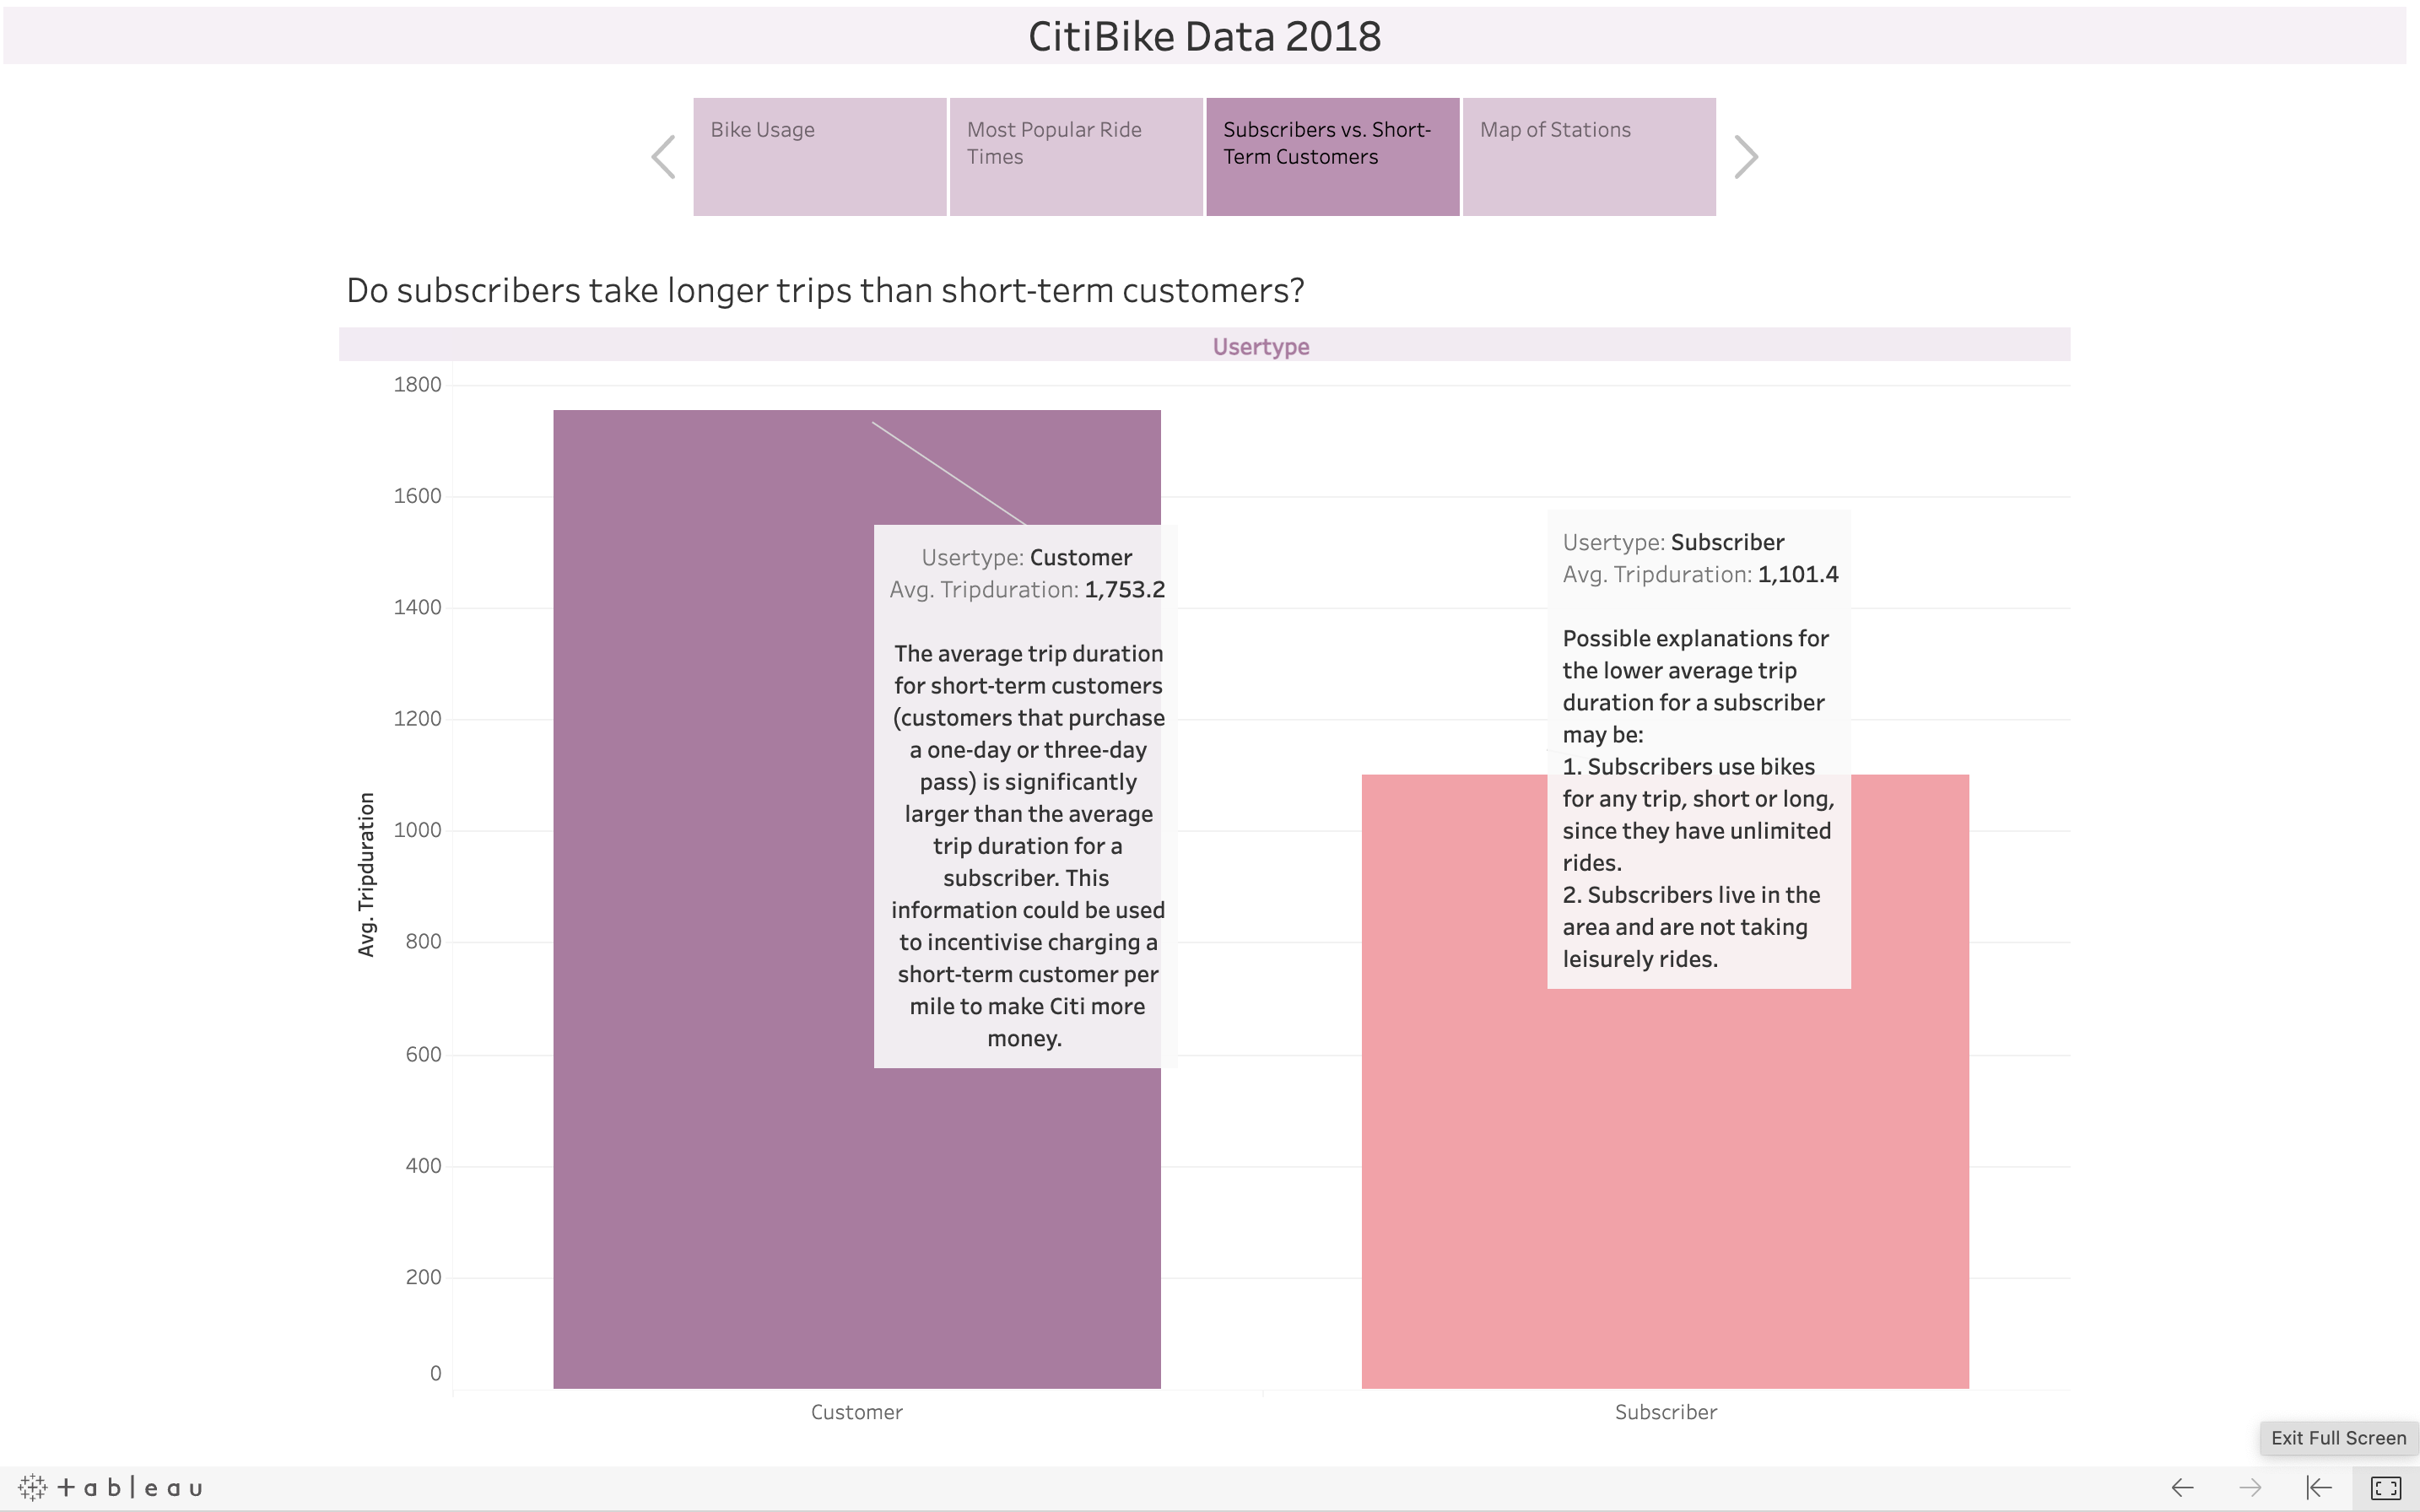 CitiBike Data 2018
Bike Usage
Most Popular Ride
Times
Subscribers vs. Short-
Term Customers
Map of Stations
Do subscribers take longer trips than short-term customers?
Usertype
1800
1600
1400
1200
1000
800
600
400
200
0
Avg. Tripduration
Usertype: Customer
Avg. Tripduration: 1,753.2
The average trip duration
for short-term customers
(customers that purchase
a one-day or three-day
pass) is significantly
larger than the average
trip duration for a
subscriber. This
information could be used
to incentivise charging a
short-term customer per
mile to make Citi more
money.
Usertype: Subscriber
Avg. Tripduration: 1,101.4
Possible explanations for
the lower average trip
duration for a subscriber
may be:
1. Subscribers use bikes
for any trip, short or long,
since they have unlimited
rides.
2. Subscribers live in the
area and are not taking
leisurely rides.
Customer
Subscriber
Exit Full Screen
+ableau